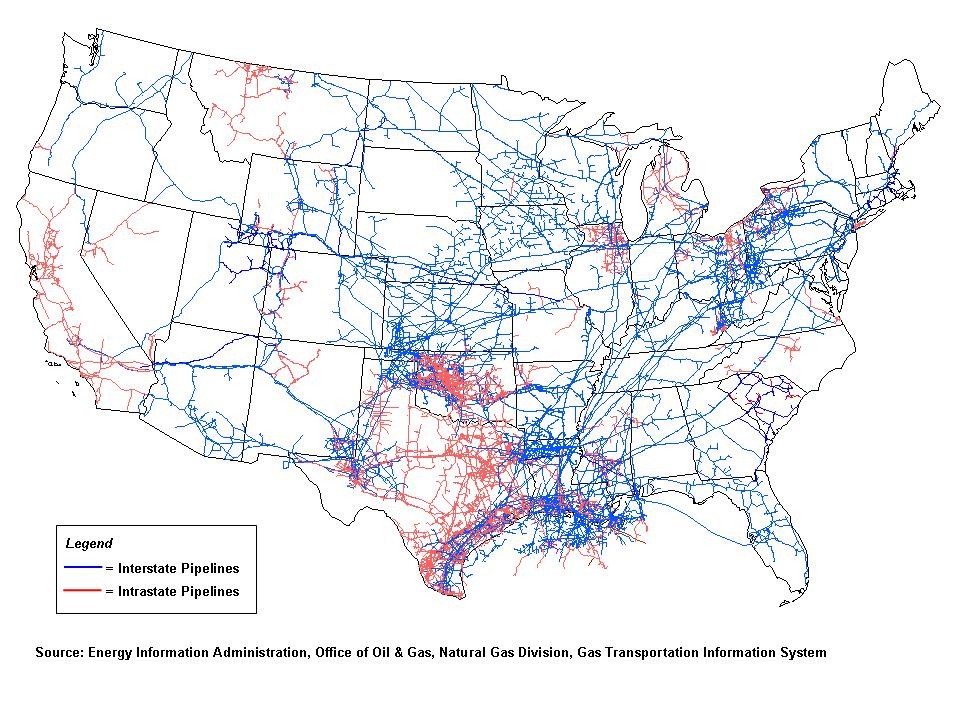 Legend
= Interstate Pipelines
= Intrastate Pipelines
Source: Energy Information Administration, Office of Oil & Gas, Natural Gas Division, Gas Transportation Information System